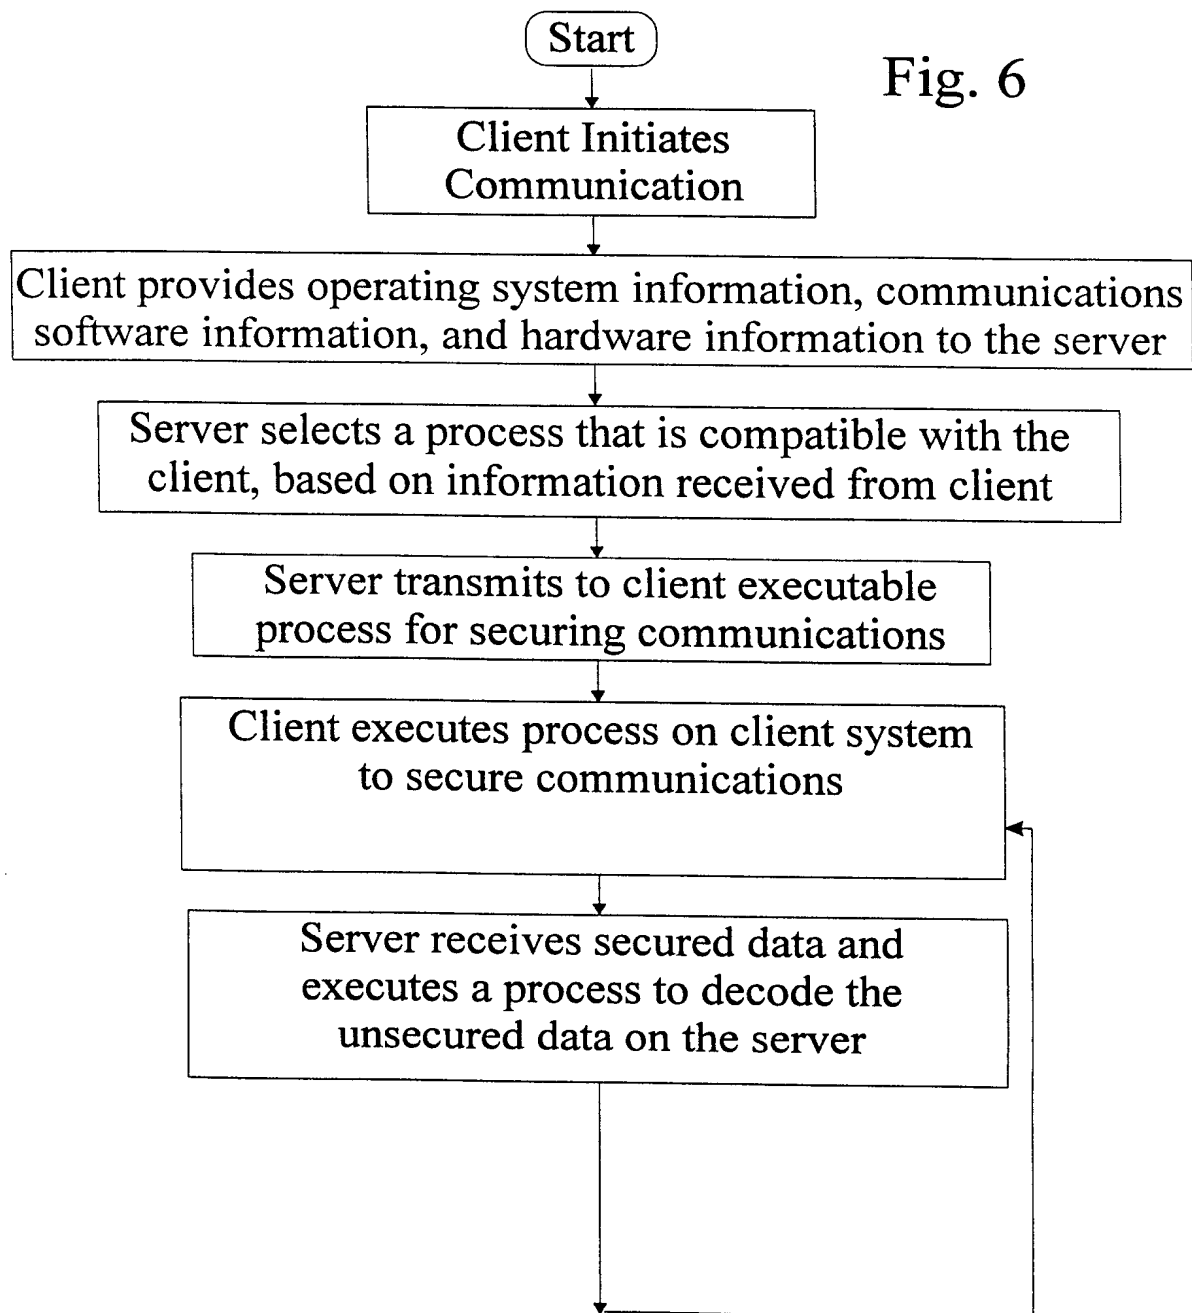 Start
Fig. 6
Client Initiates
Communication
Client provides operating system information, communications
software information, and hardware information to the server
Server selects a process that is compatible with the
client, based on information received from client
Server transmits to client executable
process for securing communications
Client executes process on client system
to secure communications
Server receives secured data and
executes a process to decode the
unsecured data on the server